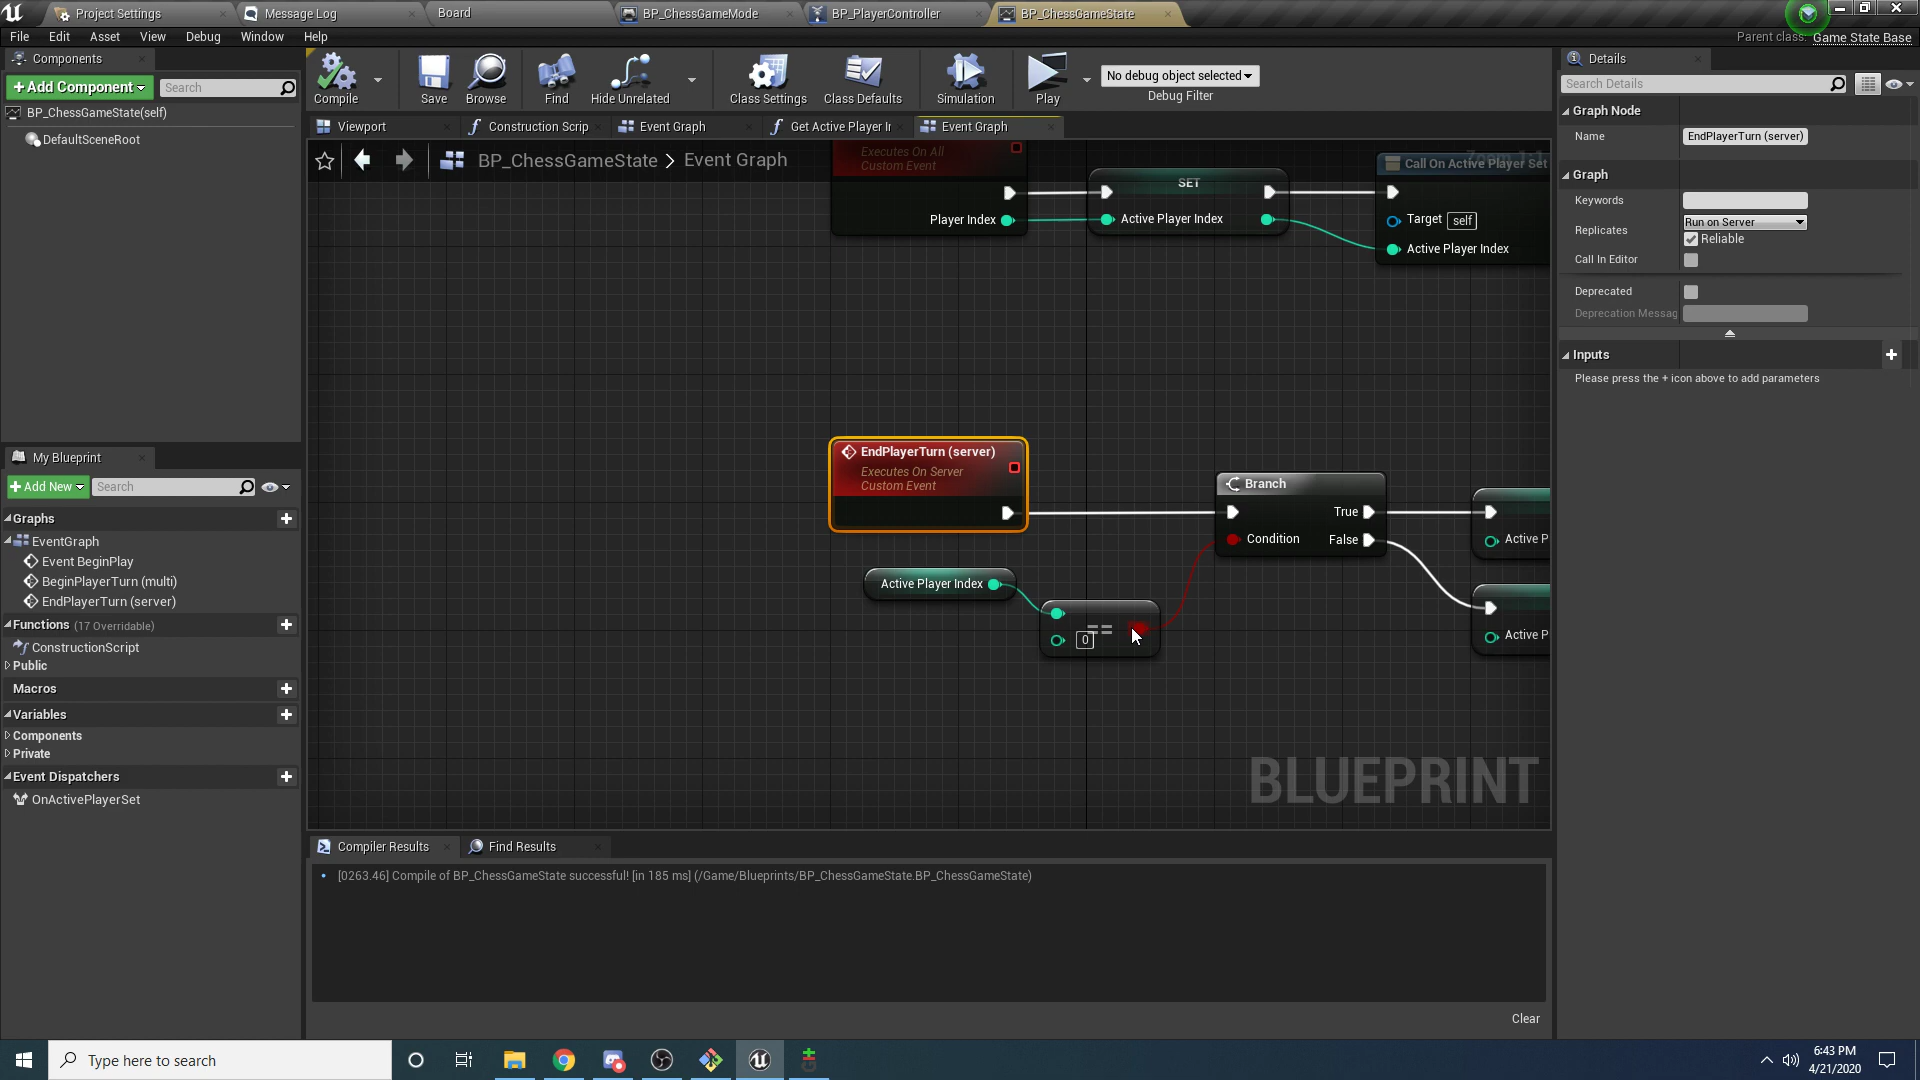 Project Settings
Message Log
Board
BP_ChessGameMode
BP_PlayerController
BP_ChessGameState
File Edit Asset View Debug Window Help
Parent class: Game State Base
Components
+Add Component
Search
BP_ChessGameState(self)
DefaultSceneRoot
Compile
Save
Browse
Find
Hide Unrelated
Class Settings
Class Defaults
Simulation
Play
No debug object selected
Debug Filter
Viewport
Construction Scrip
Event Graph
Get Active Player Ir
Event Graph
BP_ChessGameState > Event Graph
Executes On All
Custom Event
Player Index
SET
Active Player Index
Call On Active Player Set
Target self
Active Player Index
EndPlayerTurn (server)
Executes On Server
Custom Event
Branch
True
Condition
False
Active Player Index
==
0
Active P
Active P
BLUEPRINT
My Blueprint
+Add New
Search
Graphs
EventGraph
Event BeginPlay
BeginPlayerTurn (multi)
EndPlayerTurn (server)
Functions (17 Overridable)
ConstructionScript
Public
Macros
Variables
Components
Private
Event Dispatchers
OnActivePlayerSet
Compiler Results
Find Results
[0263.46] Compile of BP_ChessGameState successful! [in 185 ms] (/Game/Blueprints/BP_ChessGameState.BP_ChessGameState)
Clear
Details
Search Details
Graph Node
Name
EndPlayerTurn (server)
Graph
Keywords
Replicates
Run on Server
Reliable
Call In Editor
Deprecated
Deprecation Messag
Inputs
Please press the + icon above to add parameters
Type here to search
6:43 PM
4/21/2020